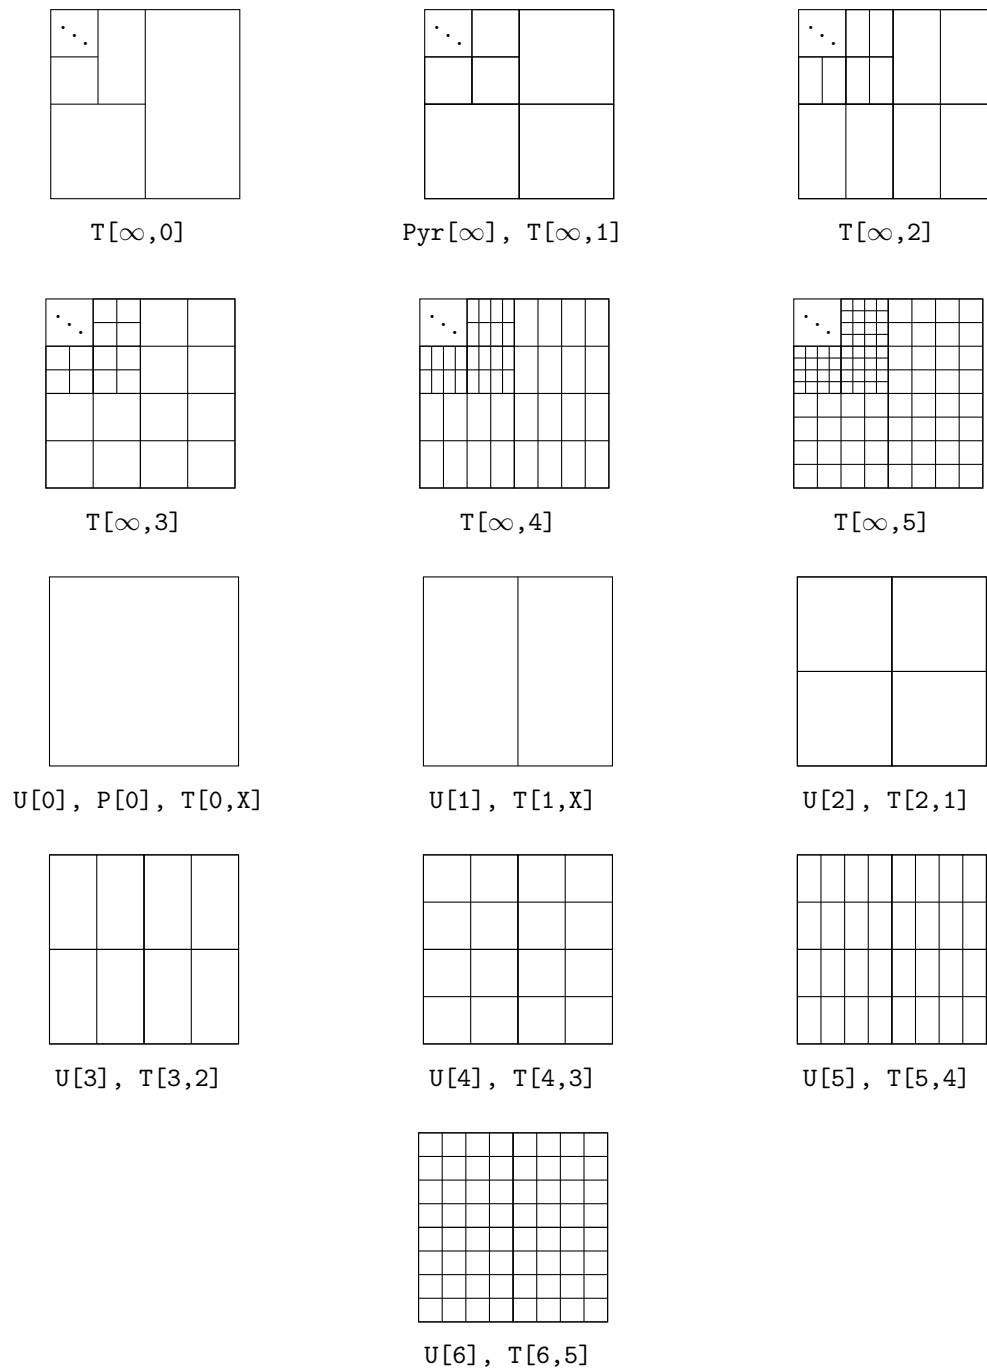 T[∞,0]
Pyr[∞], T[∞,1]
T[∞,2]
T[∞,3]
T[∞,4]
T[∞,5]
U[0], P[0], T[0,X]
U[1], T[1,X]
U[2], T[2,1]
U[3], T[3,2]
U[4], T[4,3]
U[5], T[5,4]
U[6], T[6,5]